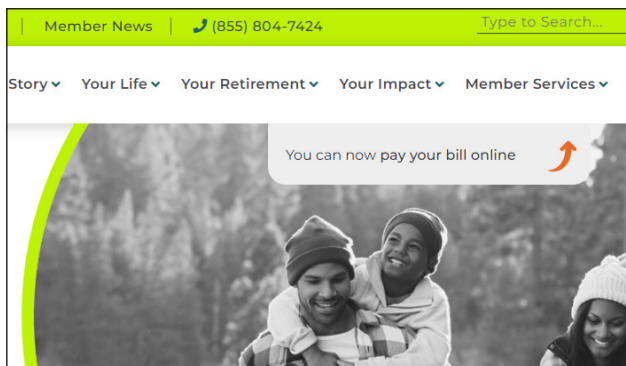 Member News
(855) 804-7424
Type to Search...
Story
Your Life
Your Retirement
Your Impact
Member Services
You can now pay your bill online